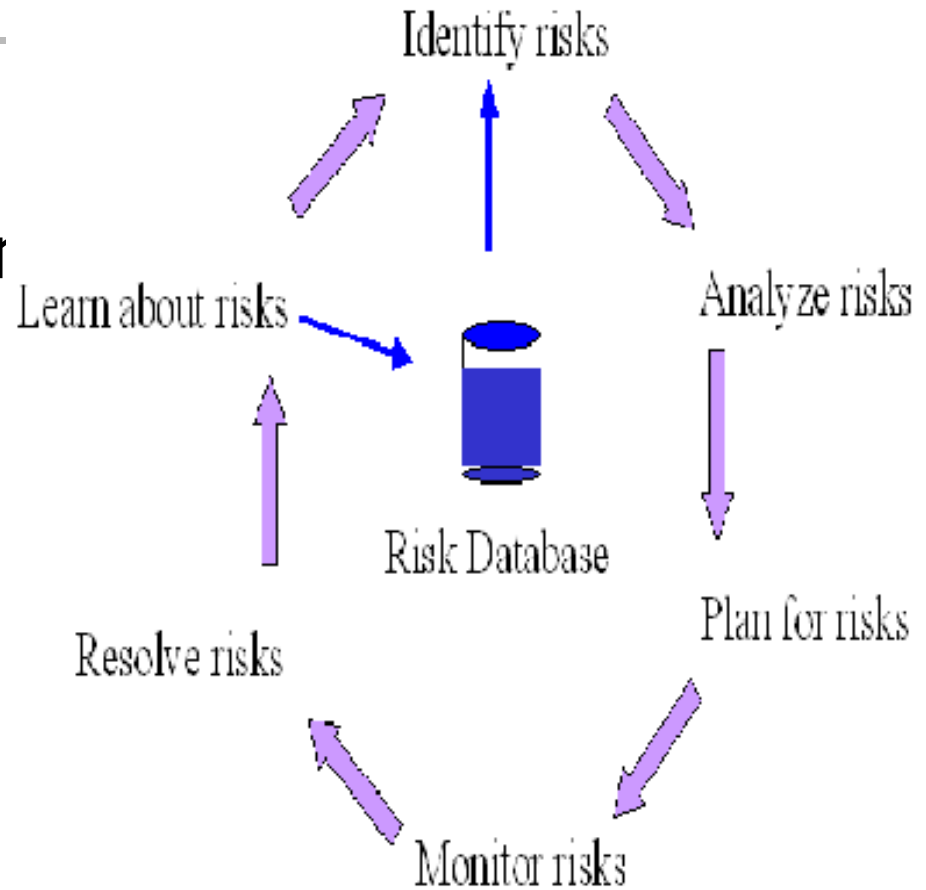 Identify risks
Analyze risks
Learn about risks
Risk Database
Plan for risks
Resolve risks
Monitor risks